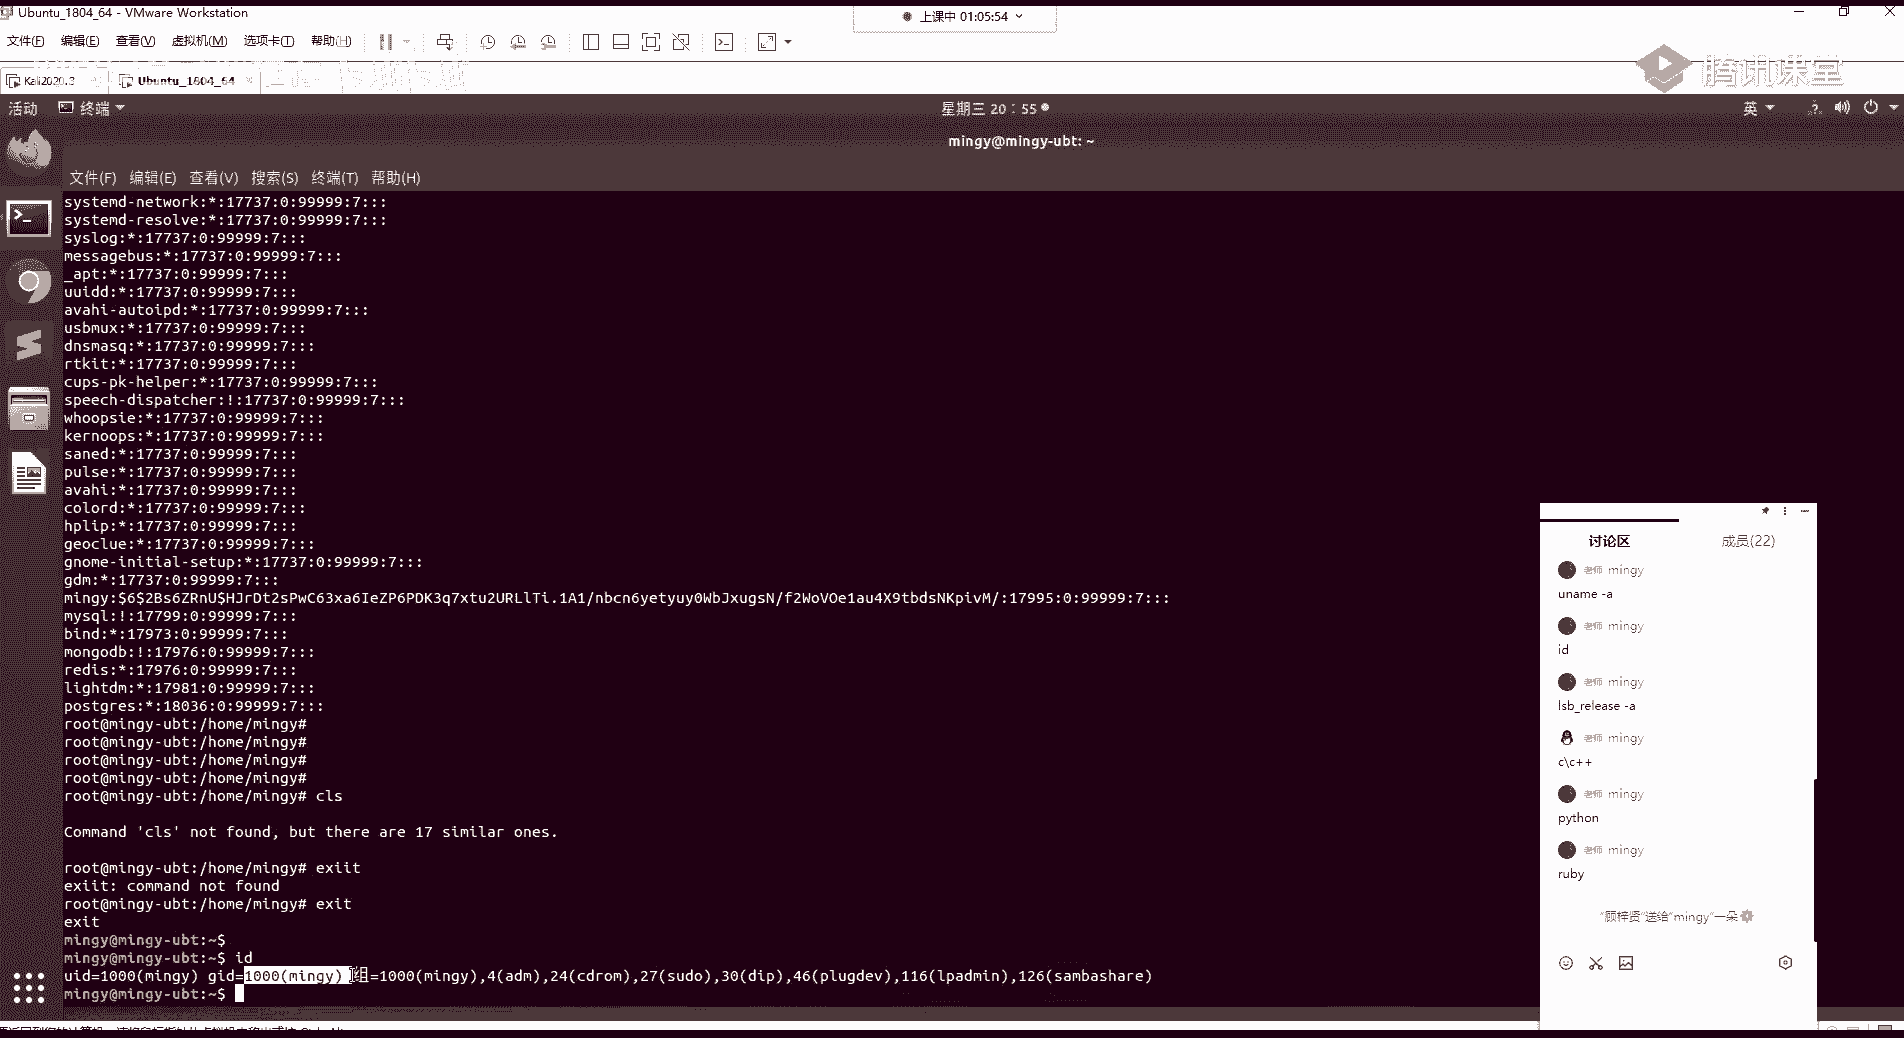 Ubuntu_1804_64 - VMware Workstation
上课中 01:05:54
文件(F) 编辑(E) 查看(V) 虚拟机(M) 选项卡(T) 帮助(H)
Kali2020.3
Ubuntu_1804_64
腾讯课堂
活动 终端
星期三 20：55
英
mingy@mingy-ubt: ~
文件(F) 编辑(E) 查看(V) 搜索(S) 终端(T) 帮助(H)
systemd-network:*:17737:0:99999:7:::
systemd-resolve:*:17737:0:99999:7:::
syslog:*:17737:0:99999:7:::
messagebus:*:17737:0:99999:7:::
_apt:*:17737:0:99999:7:::
uuidd:*:17737:0:99999:7:::
avahi-autoipd:*:17737:0:99999:7:::
usbmux:*:17737:0:99999:7:::
dnsmasq:*:17737:0:99999:7:::
rtkit:*:17737:0:99999:7:::
cups-pk-helper:*:17737:0:99999:7:::
speech-dispatcher:!:17737:0:99999:7:::
whoopsie:*:17737:0:99999:7:::
kernoops:*:17737:0:99999:7:::
saned:*:17737:0:99999:7:::
pulse:*:17737:0:99999:7:::
avahi:*:17737:0:99999:7:::
colord:*:17737:0:99999:7:::
hplip:*:17737:0:99999:7:::
geoclue:*:17737:0:99999:7:::
gnome-initial-setup:*:17737:0:99999:7:::
gdm:*:17737:0:99999:7:::
mingy:$6$2Bs6ZRnU$HJrDt2sPwC63xa6IeZP6PDK3q7xtu2URLlTi.1A1/nbcn6yetyuy0WbJxugsN/f2WoVOe1au4X9tbdsNKpivM/:17995:0:99999:7:::
mysql:!:17799:0:99999:7:::
bind:*:17973:0:99999:7:::
mongodb:!:17976:0:99999:7:::
redis:*:17976:0:99999:7:::
lightdm:*:17981:0:99999:7:::
postgres:*:18036:0:99999:7:::
root@mingy-ubt:/home/mingy#
root@mingy-ubt:/home/mingy#
root@mingy-ubt:/home/mingy#
root@mingy-ubt:/home/mingy#
root@mingy-ubt:/home/mingy# cls
Command 'cls' not found, but there are 17 similar ones.
root@mingy-ubt:/home/mingy# exiit
exiit: command not found
root@mingy-ubt:/home/mingy# exit
exit
mingy@mingy-ubt:~$
mingy@mingy-ubt:~$ id
uid=1000(mingy) gid=1000(mingy) 组=1000(mingy),4(adm),24(cdrom),27(sudo),30(dip),46(plugdev),116(lpadmin),126(sambashare)
mingy@mingy-ubt:~$
讨论区 成员(22)
老师 mingy
uname -a
老师 mingy
id
老师 mingy
lsb_release -a
老师 mingy
c\c++
老师 mingy
python
老师 mingy
ruby
"顾梓贤"送给"mingy"一朵